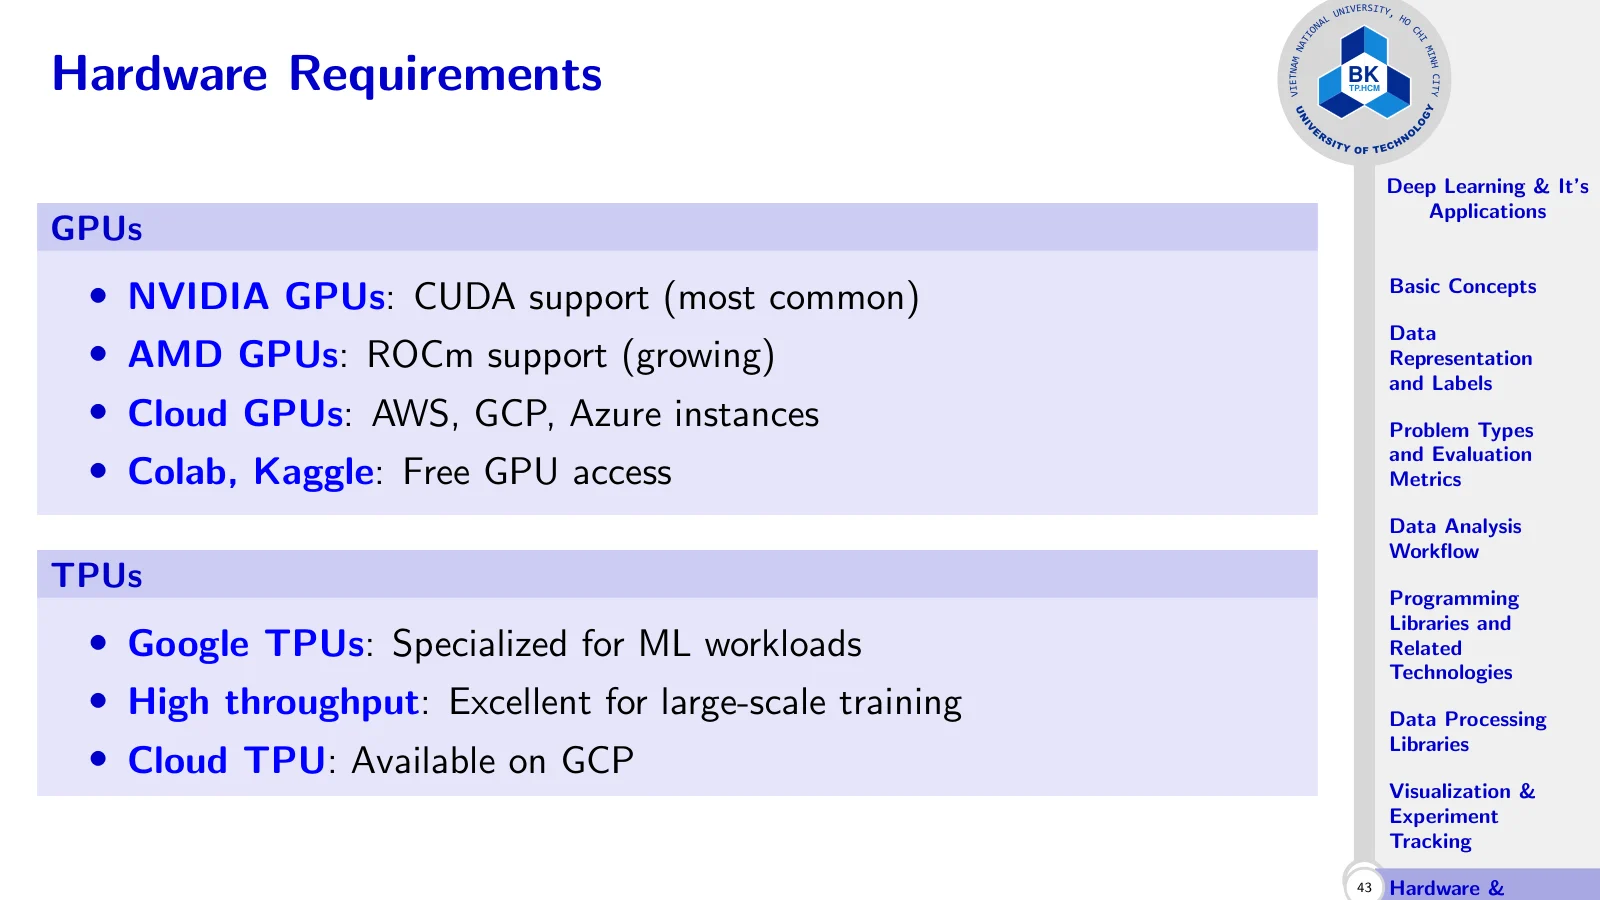 Hardware Requirements
GPUs
• NVIDIA GPUs: CUDA support (most common)
• AMD GPUs: ROCm support (growing)
• Cloud GPUs: AWS, GCP, Azure instances
• Colab, Kaggle: Free GPU access
TPUs
• Google TPUs: Specialized for ML workloads
• High throughput: Excellent for large-scale training
• Cloud TPU: Available on GCP
VIETNAM NATIONAL UNIVERSITY, HO CHI MINH CITY
BK
TP.HCM
UNIVERSITY OF TECHNOLOGY
Deep Learning & It's
Applications
Basic Concepts
Data
Representation
and Labels
Problem Types
and Evaluation
Metrics
Data Analysis
Workflow
Programming
Libraries and
Related
Technologies
Data Processing
Libraries
Visualization &
Experiment
Tracking
43
Hardware &